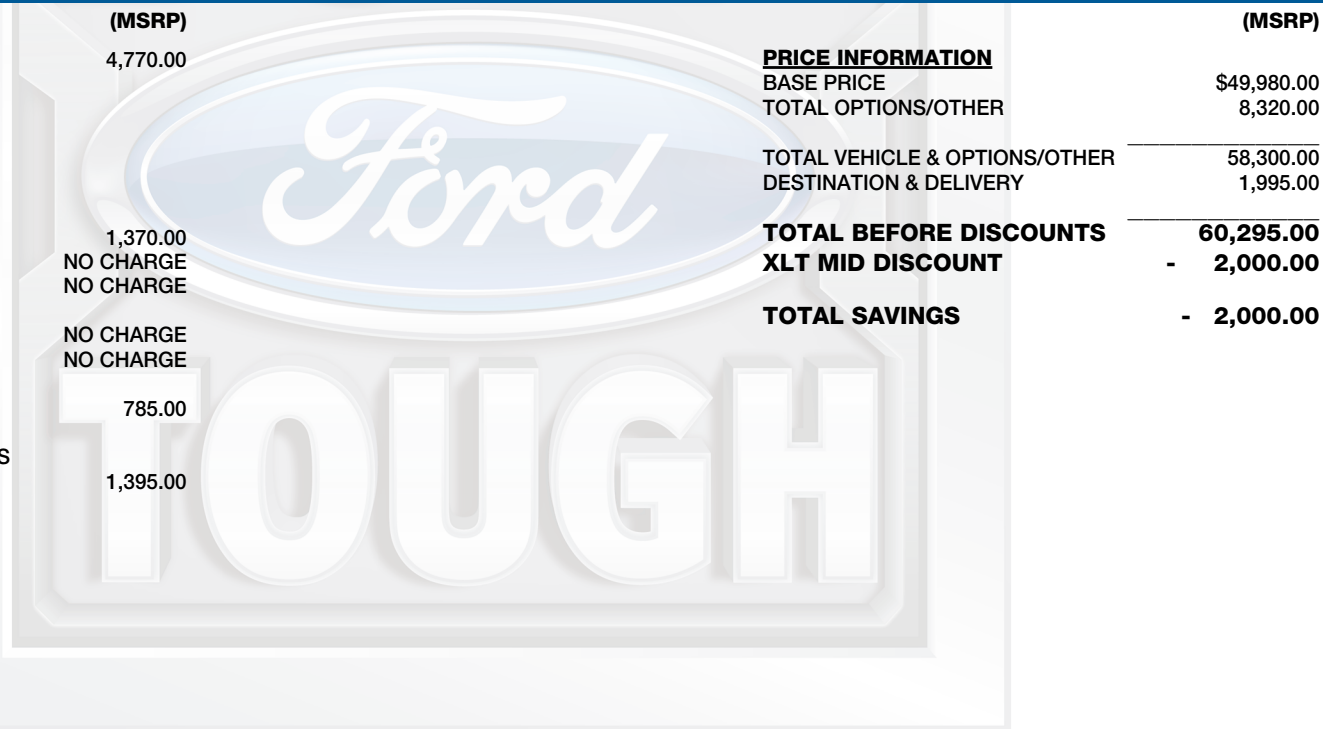 (MSRP)
4,770.00
1,370.00
NO CHARGE
NO CHARGE
NO CHARGE
NO CHARGE
785.00
S
1,395.00
Ford
TOUGH
(MSRP)
PRICE INFORMATION
BASE PRICE $49,980.00
TOTAL OPTIONS/OTHER 8,320.00
TOTAL VEHICLE & OPTIONS/OTHER 58,300.00
DESTINATION & DELIVERY 1,995.00
TOTAL BEFORE DISCOUNTS 60,295.00
XLT MID DISCOUNT - 2,000.00
TOTAL SAVINGS - 2,000.00